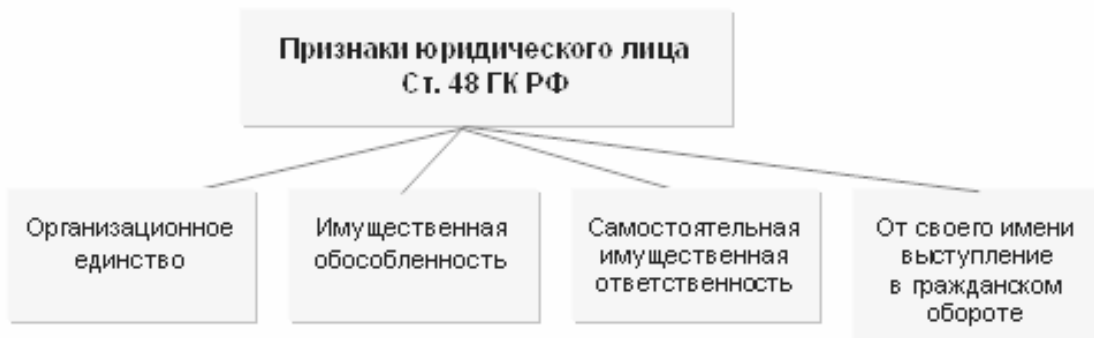 Признаки юридического лица
Ст. 48 ГК РФ
Организационное
единство
Имущественная
обособленность
Самостоятельная
имущественная
ответственность
От своего имени
выступление
в гражданском
обороте